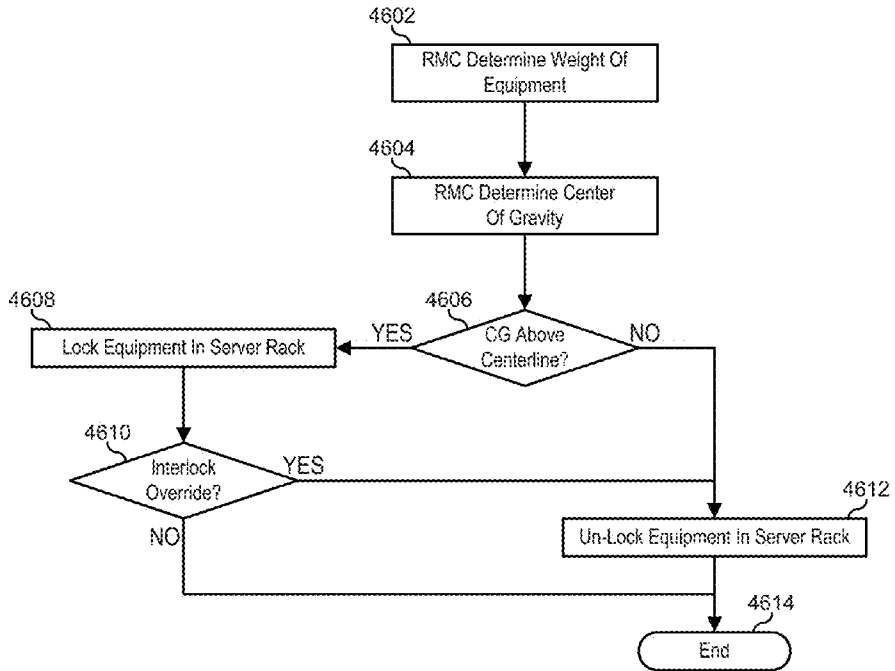 4602
RMC Determine Weight Of
Equipment
4604
RMC Determine Center
Of Gravity
4608
4606
Lock Equipment In Server Rack
YES
CG Above
Centerline?
NO
4610
Interlock
Override?
YES
NO
4612
Un-Lock Equipment In Server Rack
4614
End